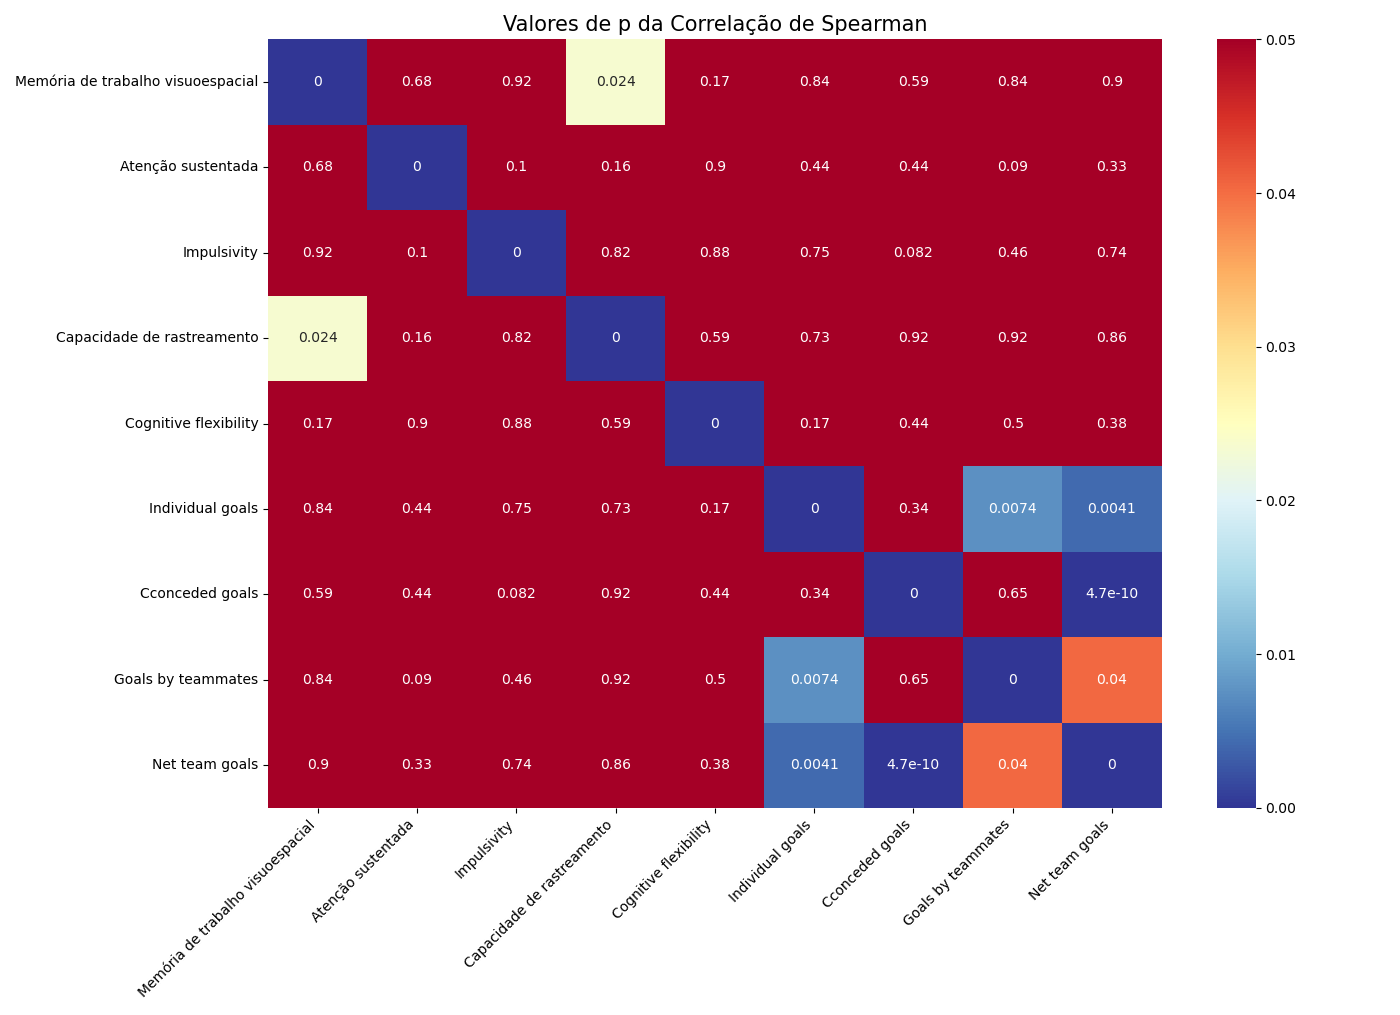 Valores de p da Correlação de Spearman
Memória de trabalho visuoespacial 0 0.68 0.92 0.024 0.17 0.84 0.59 0.84 0.9
Atenção sustentada 0.68 0 0.1 0.16 0.9 0.44 0.44 0.09 0.33
Impulsivity 0.92 0.1 0 0.82 0.88 0.75 0.082 0.46 0.74
Capacidade de rastreamento 0.024 0.16 0.82 0 0.59 0.73 0.92 0.92 0.86
Cognitive flexibility 0.17 0.9 0.88 0.59 0 0.17 0.44 0.5 0.38
Individual goals 0.84 0.44 0.75 0.73 0.17 0 0.34 0.0074 0.0041
Cconceded goals 0.59 0.44 0.082 0.92 0.44 0.34 0 0.65 4.7e-10
Goals by teammates 0.84 0.09 0.46 0.92 0.5 0.0074 0.65 0 0.04
Net team goals 0.9 0.33 0.74 0.86 0.38 0.0041 4.7e-10 0.04 0
Memória de trabalho visuoespacial
Atenção sustentada
Impulsivity
Capacidade de rastreamento
Cognitive flexibility
Individual goals
Cconceded goals
Goals by teammates
Net team goals
0.05
0.04
0.03
0.02
0.01
0.00